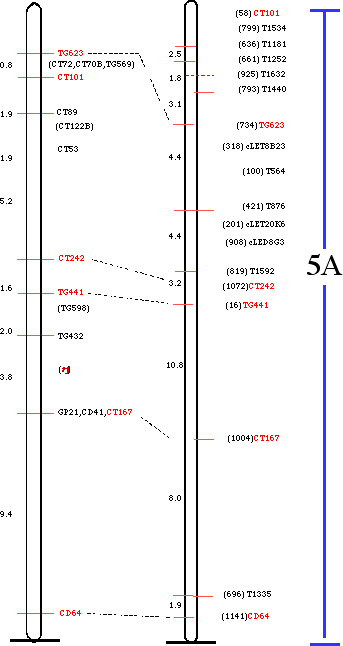 0.8
1.9
1.9
5.2
1.6
2.0
3.8
9.4
TG623
(CT72,CT70B,TG569)
CT101
CT89
(CT122B)
CT53
CT242
TG441
(TG598)
TG432
GP21,CD41,CT167
CD64
2.5
1.8
3.1
4.4
4.4
3.2
10.8
8.0
1.9
(58) CT101
(799) T1534
(636) T1181
(661) T1252
(925) T1632
(793) T1440
(734) TG623
(318) cLET8B23
(100) T564
(421) T876
(201) cLET20K6
(908) cLED8G3
(819) T1592
(1072)CT242
(16) TG441
(1004)CT167
(696) T1335
(1141)CD64
5A